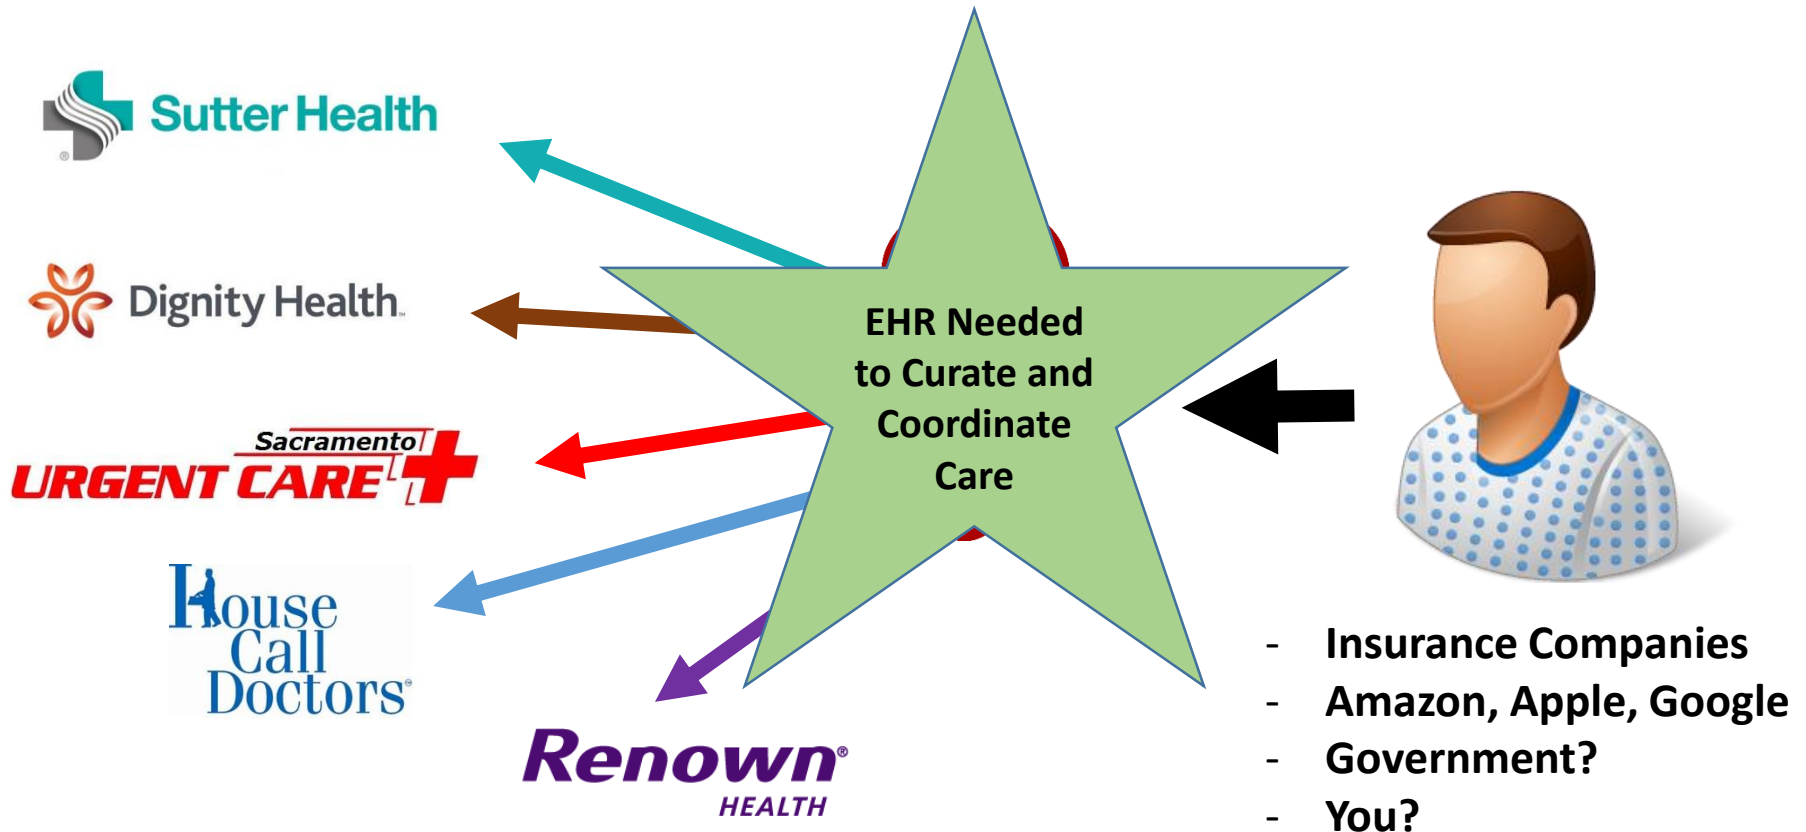 Sutter Health
®
Dignity Health™
Sacramento
URGENT CARE
House
Call
Doctors
Renown®
HEALTH
EHR Needed
to Curate and
Coordinate
Care
- Insurance Companies
- Amazon, Apple, Google
- Government?
- You?